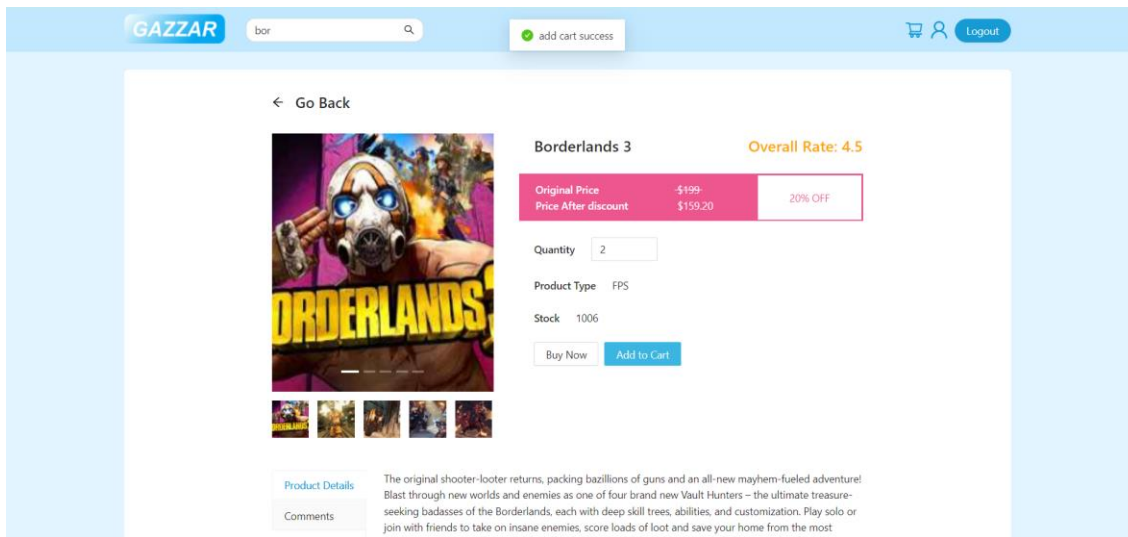 GAZZAR
bor
add cart success
Logout
Go Back
Borderlands 3
Overall Rate: 4.5
Original Price
$199
20% OFF
Price After discount
$159.20
Quantity
2
Product Type
FPS
Stock
1006
Buy Now
Add to Cart
ORDERLANDS
Product Details
Comments
The original shooter-looter returns, packing bazillions of guns and an all-new mayhem-fueled adventure!
Blast through new worlds and enemies as one of four brand new Vault Hunters – the ultimate treasure-
seeking badasses of the Borderlands, each with deep skill trees, abilities, and customization. Play solo or
join with friends to take on insane enemies, score loads of loot and save your home from the most